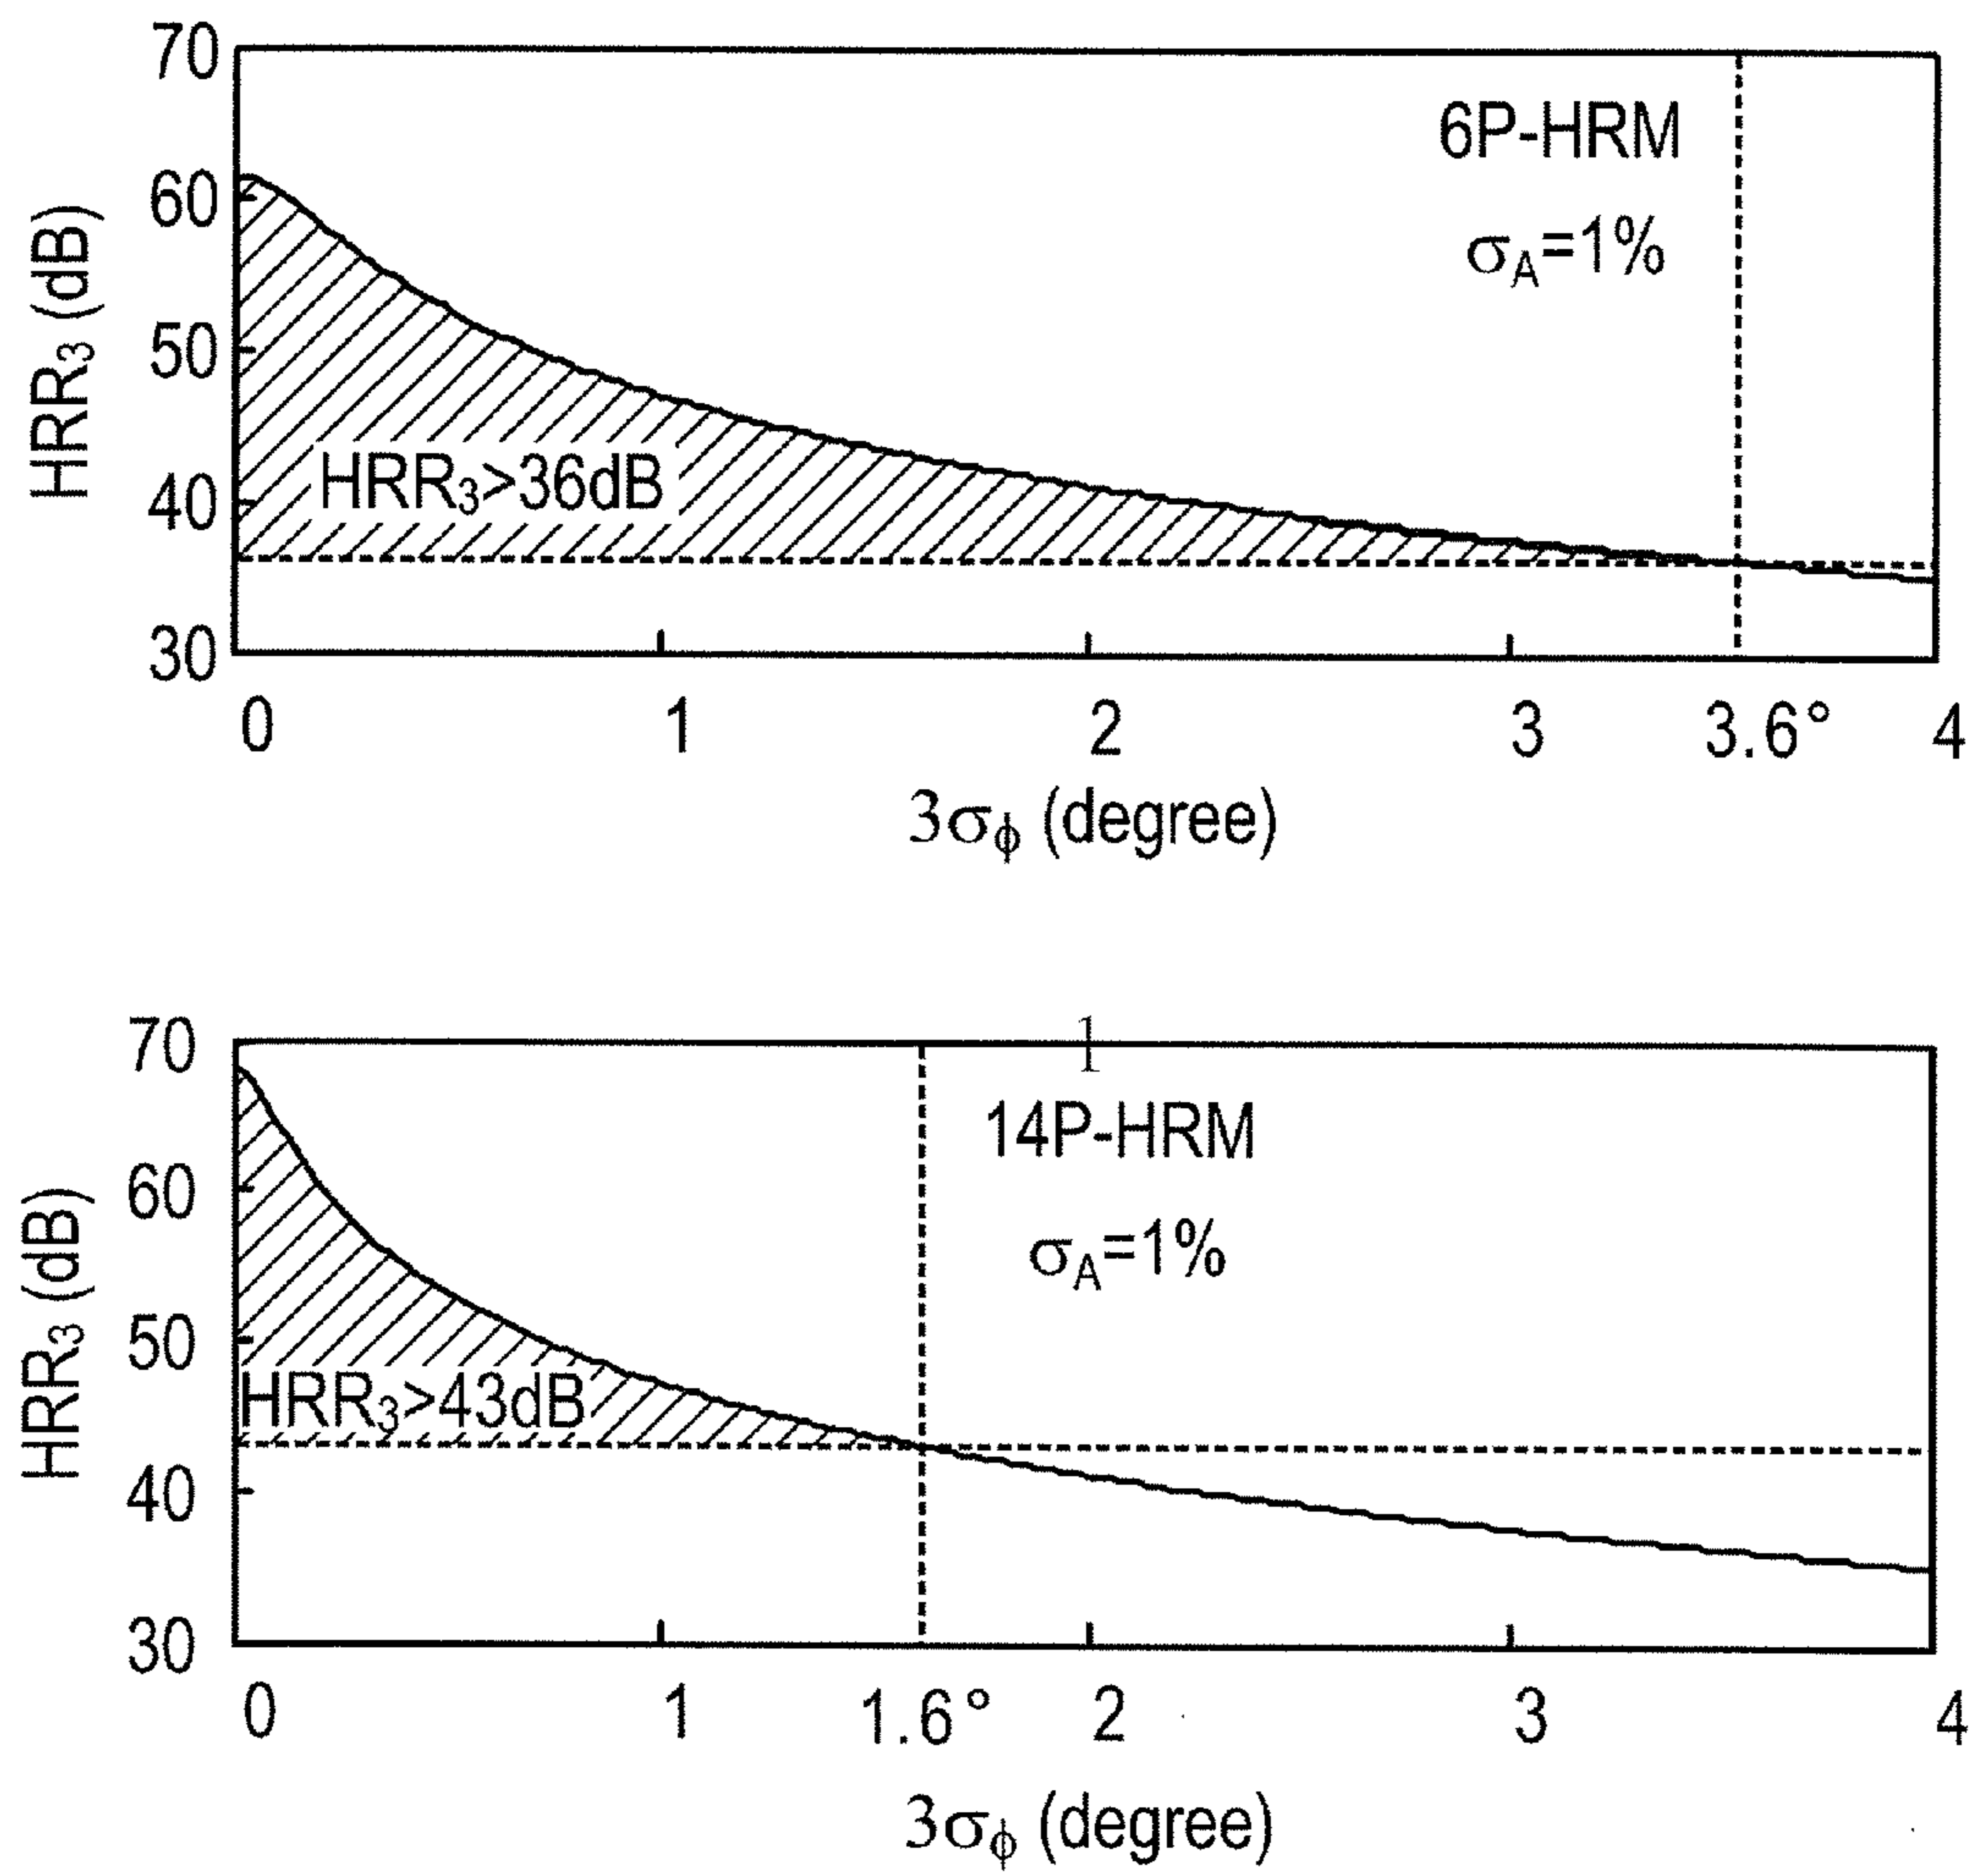 70
60
50
40
30
HRR₃ (dB)
6P-HRM
σA=1%
HRR₃>36dB
0 1 2 3 3.6° 4
3σϕ (degree)
70
60
50
40
30
HRR₃ (dB)
1
14P-HRM
σA=1%
HRR₃>43dB
0 1 1.6° 2 3 4
3σϕ (degree)